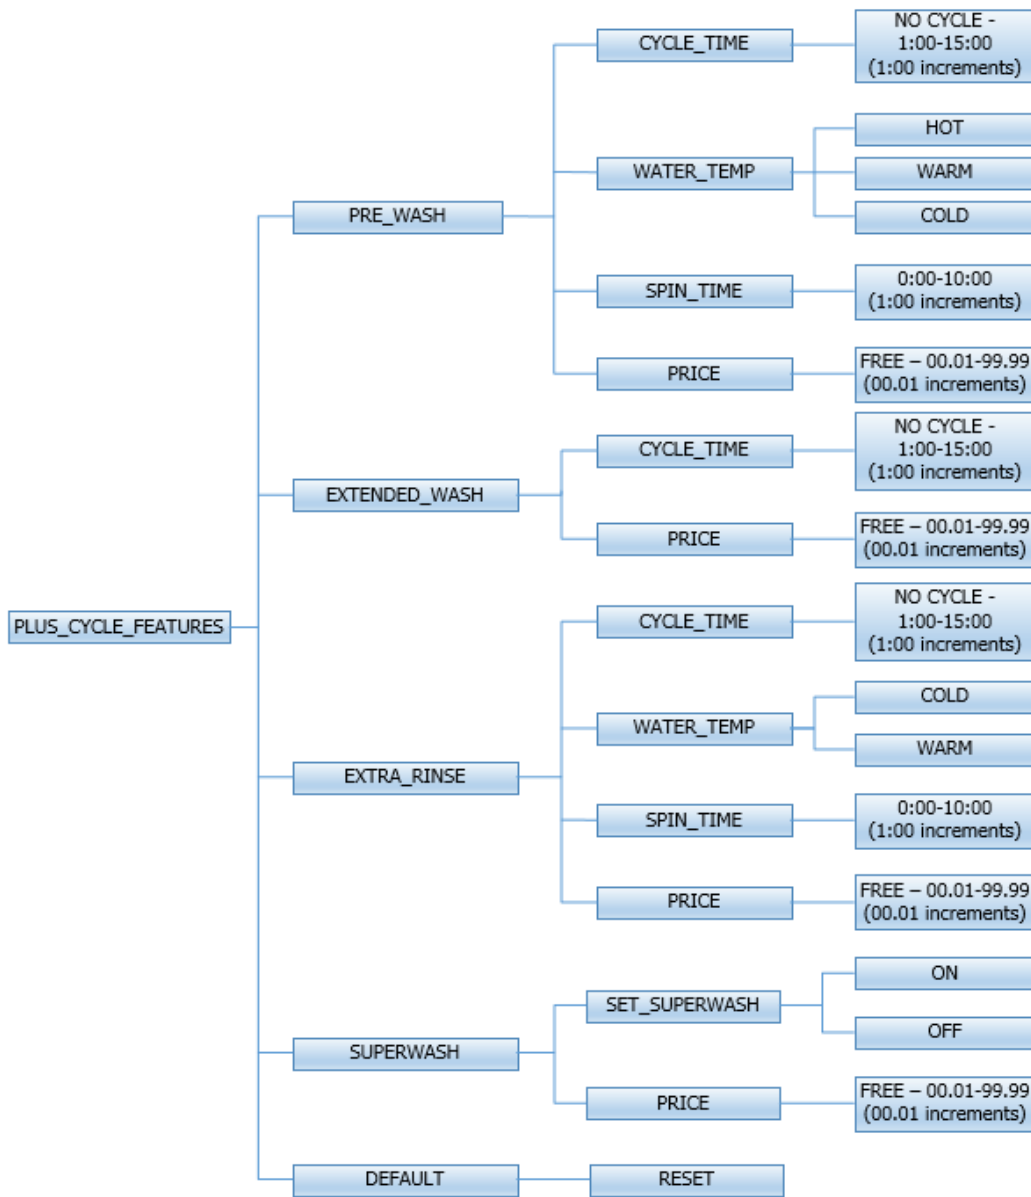 PLUS_CYCLE_FEATURES
PRE_WASH
CYCLE_TIME
NO CYCLE -
1:00-15:00
(1:00 increments)
WATER_TEMP
HOT
WARM
COLD
SPIN_TIME
0:00-10:00
(1:00 increments)
PRICE
FREE – 00.01-99.99
(00.01 increments)
EXTENDED_WASH
CYCLE_TIME
NO CYCLE -
1:00-15:00
(1:00 increments)
PRICE
FREE – 00.01-99.99
(00.01 increments)
EXTRA_RINSE
CYCLE_TIME
NO CYCLE -
1:00-15:00
(1:00 increments)
WATER_TEMP
COLD
WARM
SPIN_TIME
0:00-10:00
(1:00 increments)
PRICE
FREE – 00.01-99.99
(00.01 increments)
SUPERWASH
SET_SUPERWASH
ON
OFF
PRICE
FREE – 00.01-99.99
(00.01 increments)
DEFAULT
RESET